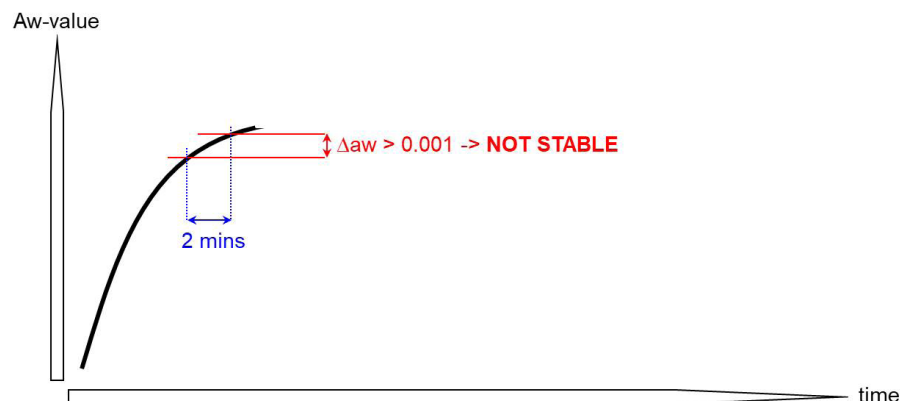 Aw-value
Δaw > 0.001 -> NOT STABLE
2 mins
time